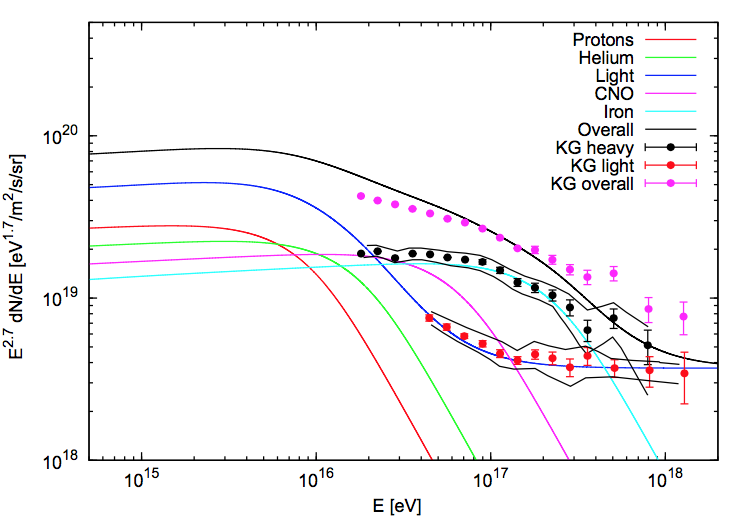 Protons
Helium
Light
CNO
Iron
Overall
KG heavy
KG light
KG overall
10^20
10^19
10^18
E^2.7 dN/dE [eV^1.7/m^2/s/sr]
10^15 10^16 10^17 10^18
E [eV]